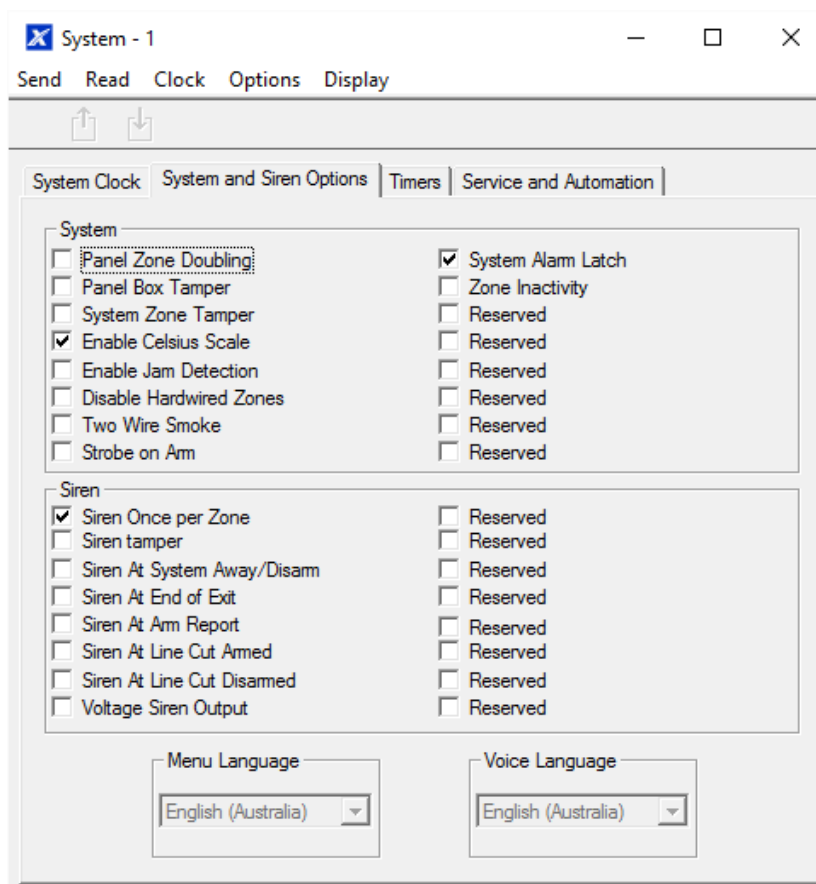 System - 1
Send Read Clock Options Display
System Clock System and Siren Options Timers Service and Automation
System
Panel Zone Doubling System Alarm Latch
Panel Box Tamper Zone Inactivity
System Zone Tamper Reserved
Enable Celsius Scale Reserved
Enable Jam Detection Reserved
Disable Hardwired Zones Reserved
Two Wire Smoke Reserved
Strobe on Arm Reserved
Siren
Siren Once per Zone Reserved
Siren tamper Reserved
Siren At System Away/Disarm Reserved
Siren At End of Exit Reserved
Siren At Arm Report Reserved
Siren At Line Cut Armed Reserved
Siren At Line Cut Disarmed Reserved
Voltage Siren Output Reserved
Menu Language Voice Language
English (Australia) English (Australia)